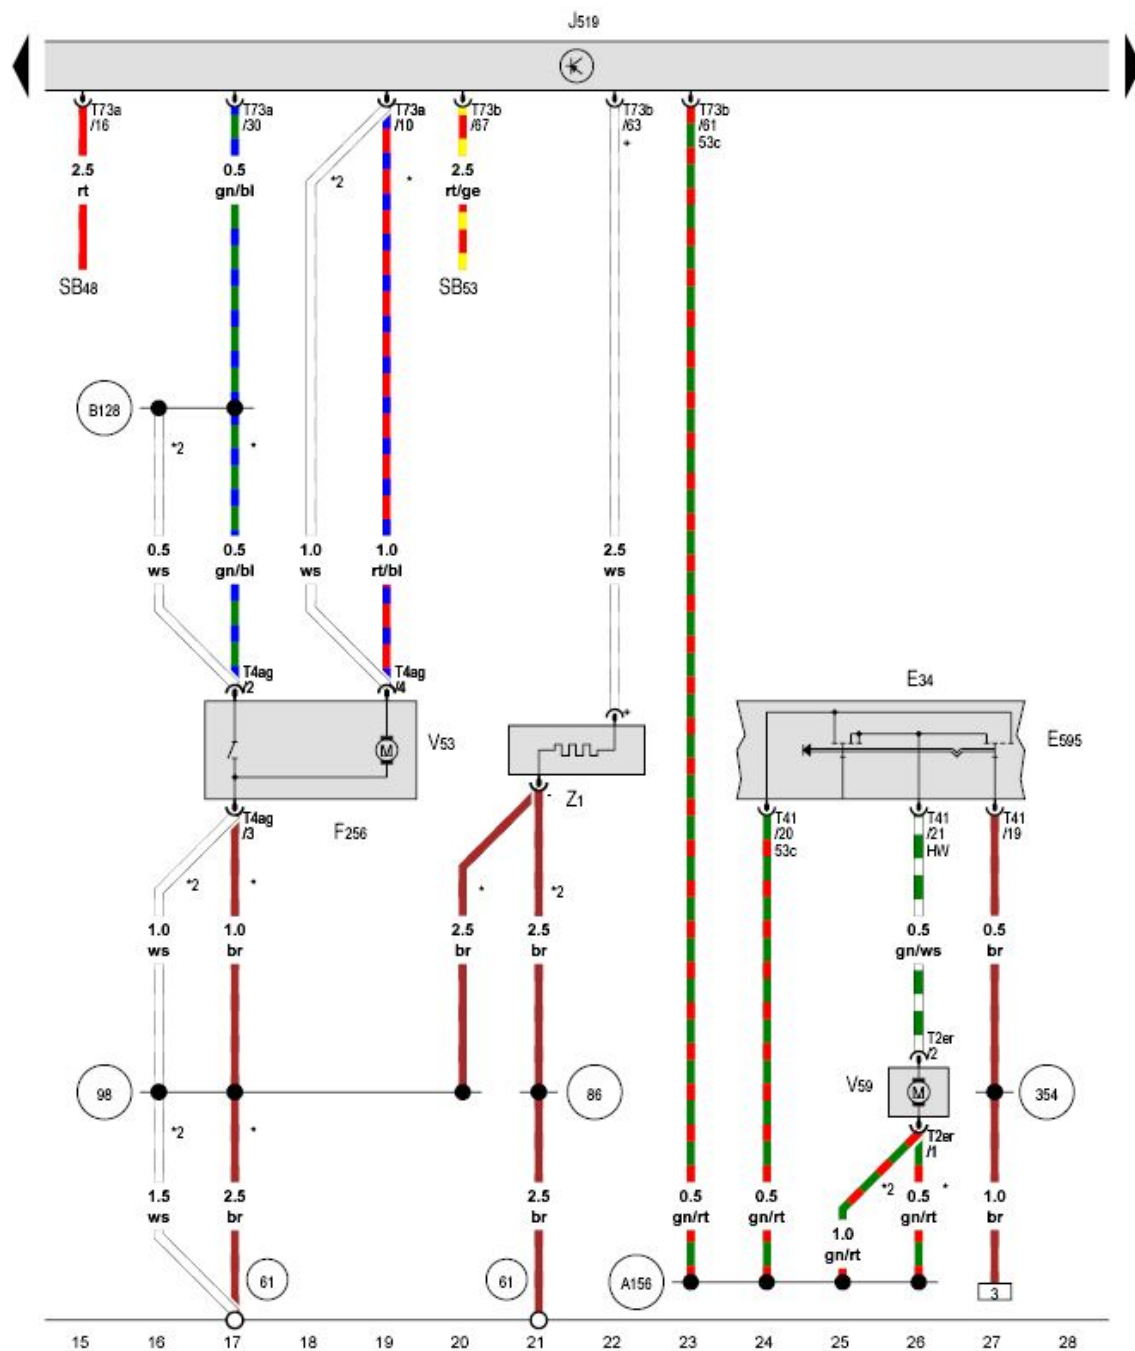 J519
T73a T73a T73a T73b T73b T73b
/16 /30 /10 /67 /63 /61
* 53c
2.5 0.5 2.5
rt gn/bl *2 * rt/ge
SB48 SB53
B128
*2 *
0.5 0.5 1.0 1.0 2.5
ws gn/bl ws rt/bl ws
T4ag T4ag
/2 /4
E34
+
V53 E595
Z1 -
T4ag T41 T41 T41
/3 F256 /20 /21 /19
53c HW
*2 * * *2
1.0 1.0 2.5 2.5 0.5 0.5
ws br br br gn/ws br
T2er
/2
98 86 V59 M 354
M
*2 * T2er
/1
*2 *
1.5 2.5 2.5 0.5 0.5 0.5 1.0
ws br br gn/rt gn/rt gn/rt br
1.0
gn/rt
61 61 A156 3
15 16 17 18 19 20 21 22 23 24 25 26 27 28